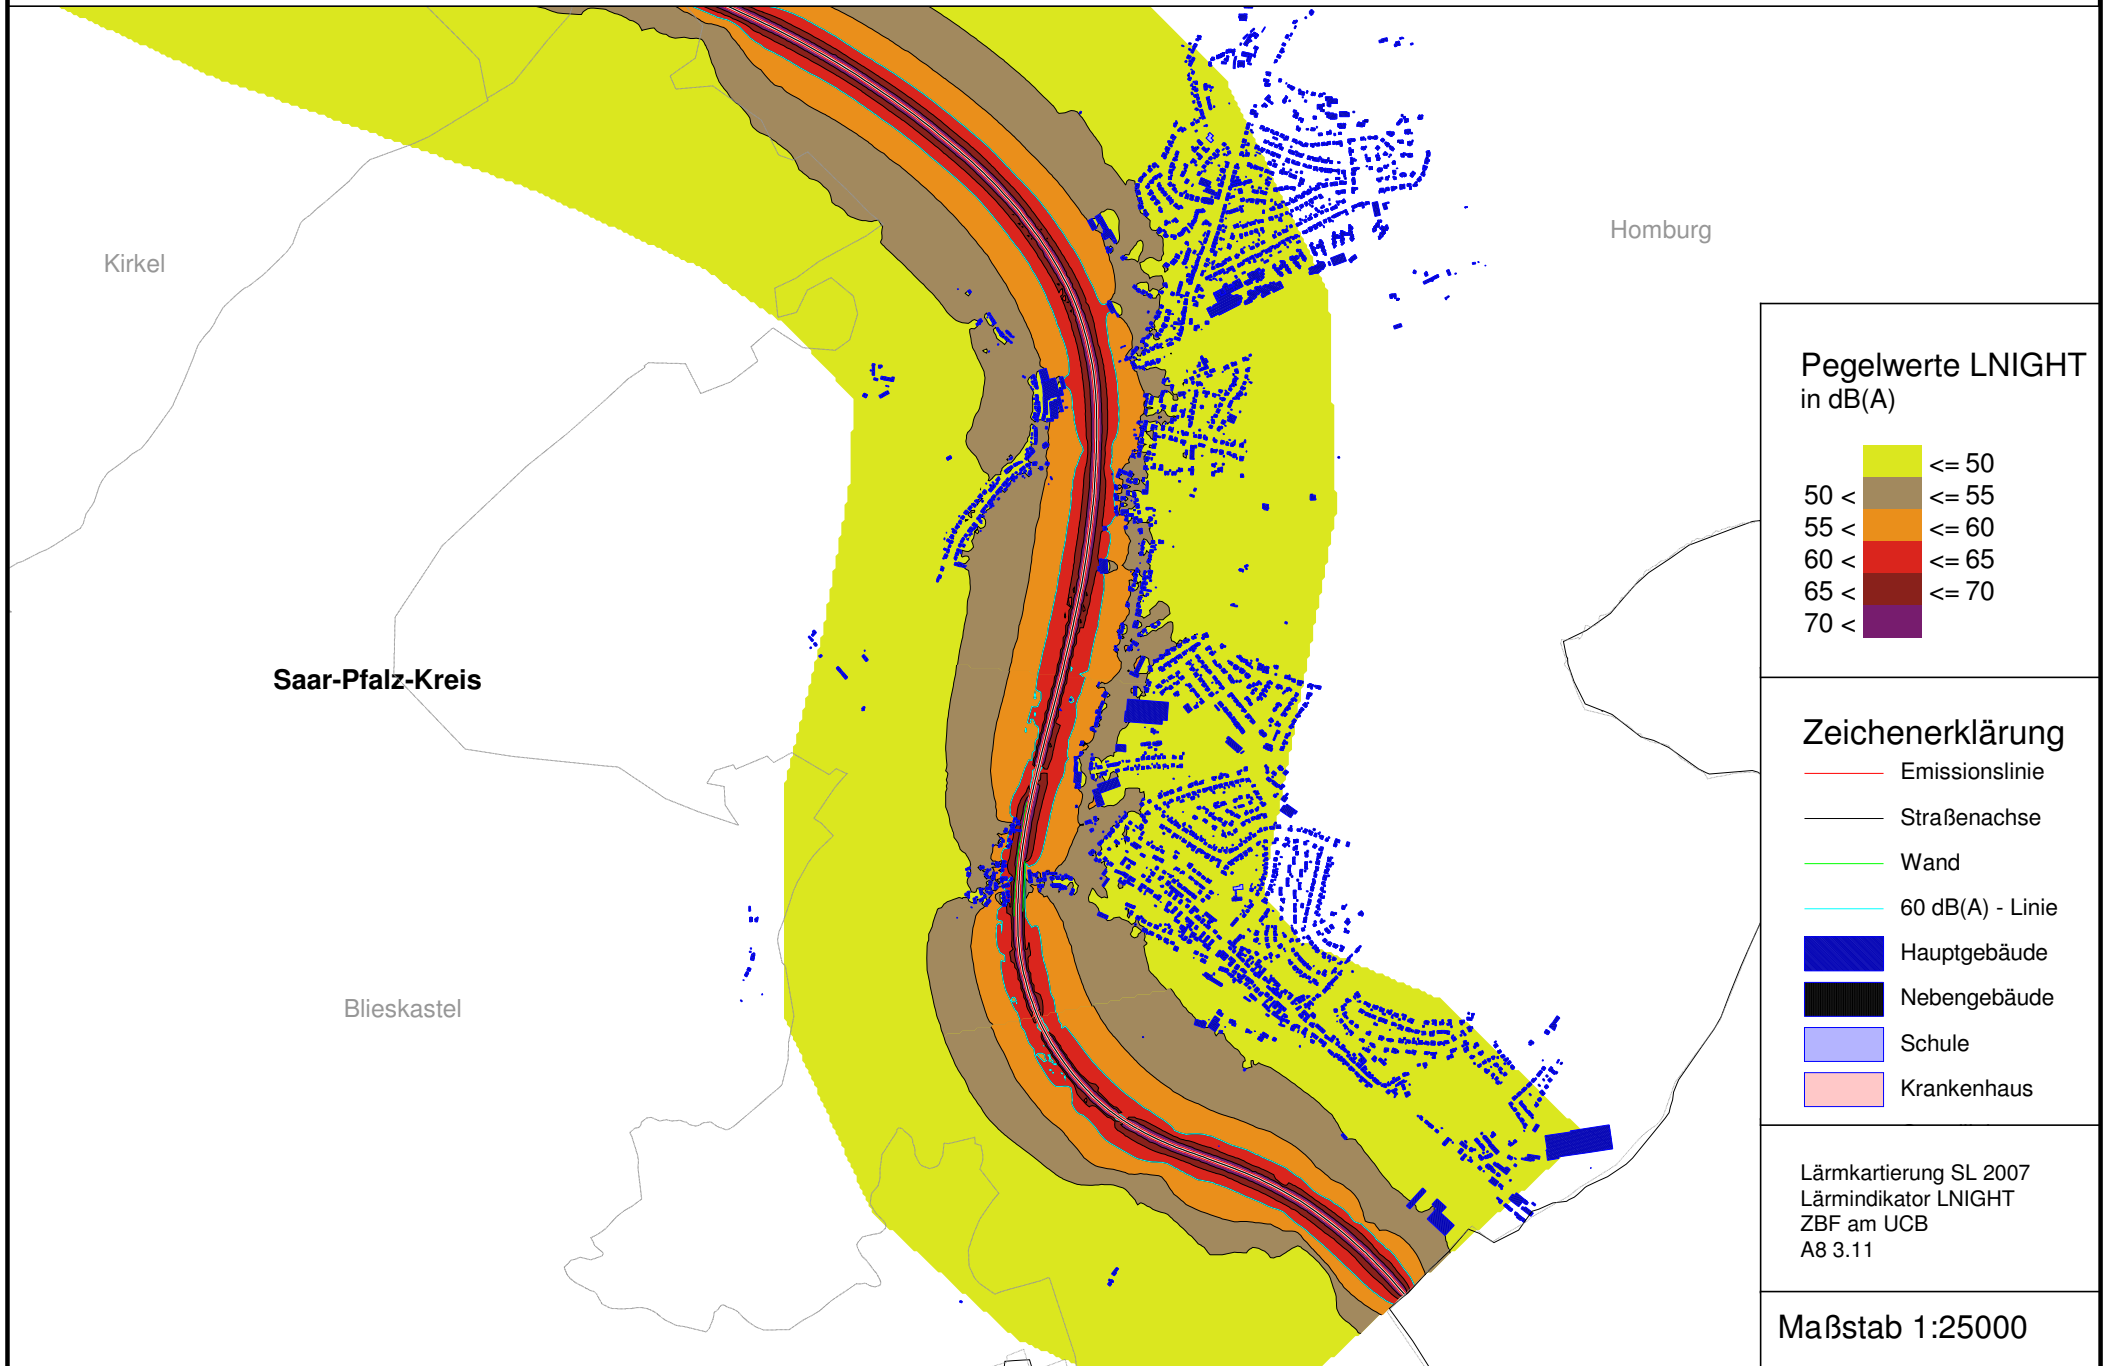 Kirkel
Homburg
Saar-Pfalz-Kreis
Blieskastel
Pegelwerte LNIGHT
in dB(A)
<= 50
50 < <= 55
55 < <= 60
60 < <= 65
65 < <= 70
70 <
Zeichenerklärung
Emissionslinie
Straßenachse
Wand
60 dB(A) - Linie
Hauptgebäude
Nebengebäude
Schule
Krankenhaus
Lärmkartierung SL 2007
Lärmindikator LNIGHT
ZBF am UCB
A8 3.11
Maßstab 1:25000